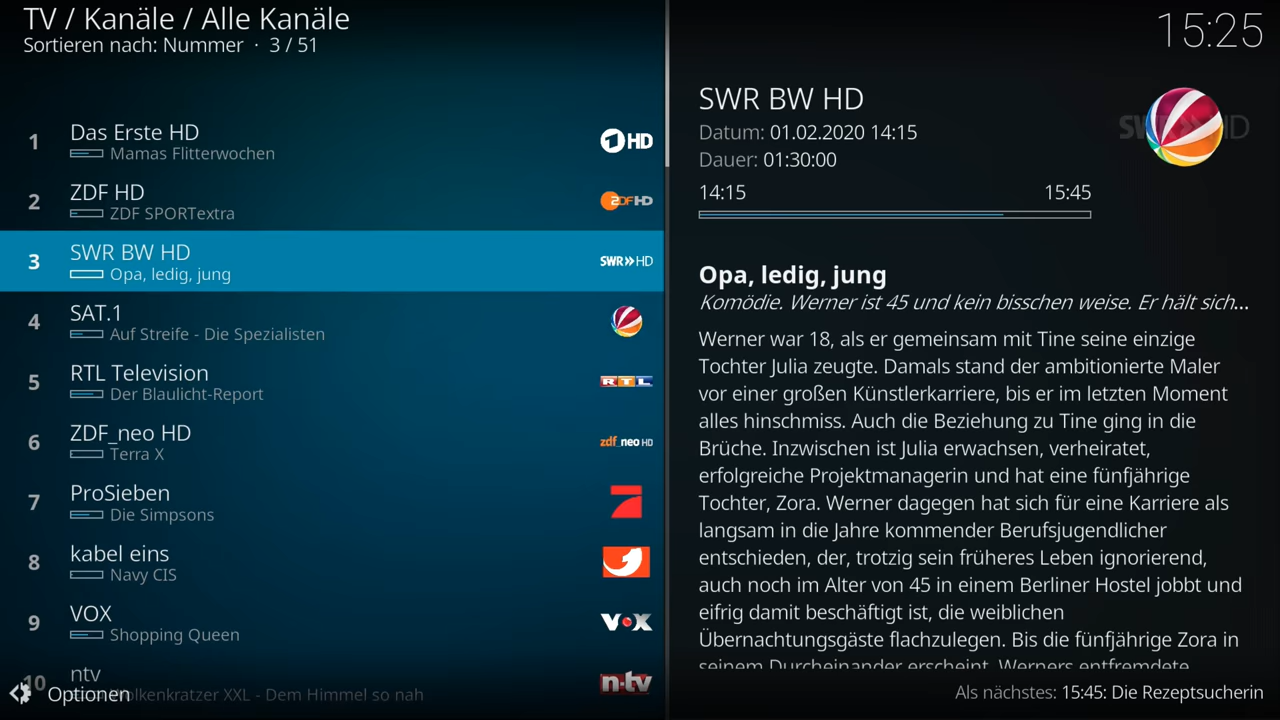 TV / Kanäle / Alle Kanäle
Sortieren nach: Nummer · 3 / 51
15:25
1
Das Erste HD
Mamas Flitterwochen
1 HD
2
ZDF HD
ZDF SPORTextra
ZDF HD
3
SWR BW HD
Opa, ledig, jung
SWR HD
4
SAT.1
Auf Streife - Die Spezialisten
5
RTL Television
Der Blaulicht-Report
RTL
6
ZDF_neo HD
Terra X
zdf_neo HD
7
ProSieben
Die Simpsons
8
kabel eins
Navy CIS
9
VOX
Shopping Queen
VOX
10
ntv
Wolkenkratzer XXL - Dem Himmel so nah
n-tv
Optionen
SWR BW HD
Datum: 01.02.2020 14:15
Dauer: 01:30:00
SWR HD
14:15
15:45
Opa, ledig, jung
Komödie. Werner ist 45 und kein bisschen weise. Er hält sich...
Werner war 18, als er gemeinsam mit Tine seine einzige
Tochter Julia zeugte. Damals stand der ambitionierte Maler
vor einer großen Künstlerkarriere, bis er im letzten Moment
alles hinschmiss. Auch die Beziehung zu Tine ging in die
Brüche. Inzwischen ist Julia erwachsen, verheiratet,
erfolgreiche Projektmanagerin und hat eine fünfjährige
Tochter, Zora. Werner dagegen hat sich für eine Karriere als
langsam in die Jahre kommender Berufsjugendlicher
entschieden, der, trotzig sein früheres Leben ignorierend,
auch noch im Alter von 45 in einem Berliner Hostel jobbt und
eifrig damit beschäftigt ist, die weiblichen
Übernachtungsgäste flachzulegen. Bis die fünfjährige Zora in
seinem Durcheinander erscheint, Werners entfremdete
Als nächstes: 15:45: Die Rezeptsucherin